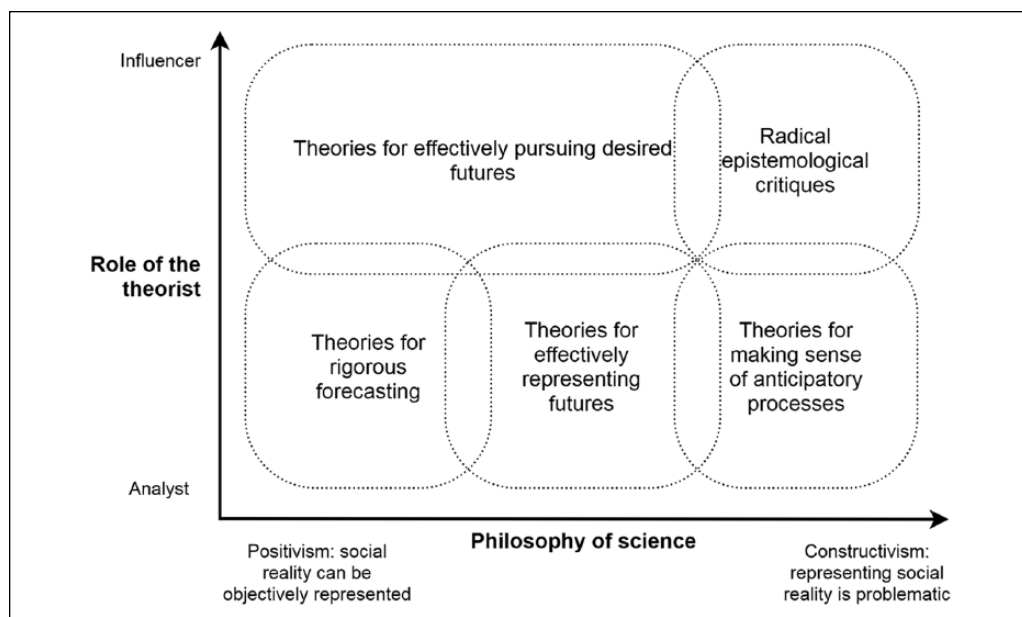 Influencer
Theories for effectively pursuing desired
futures
Radical
epistemological
critiques
Role of the
theorist
Theories for
rigorous
forecasting
Theories for
effectively
representing
futures
Theories for
making sense
of anticipatory
processes
Analyst
Philosophy of science
Positivism: social
reality can be
objectively represented
Constructivism:
representing social
reality is problematic